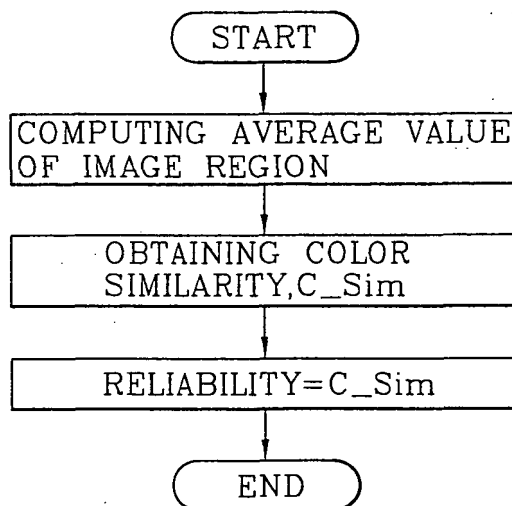 START
COMPUTING AVERAGE VALUE
OF IMAGE REGION
OBTAINING COLOR
SIMILARITY,C_Sim
RELIABILITY=C_Sim
END